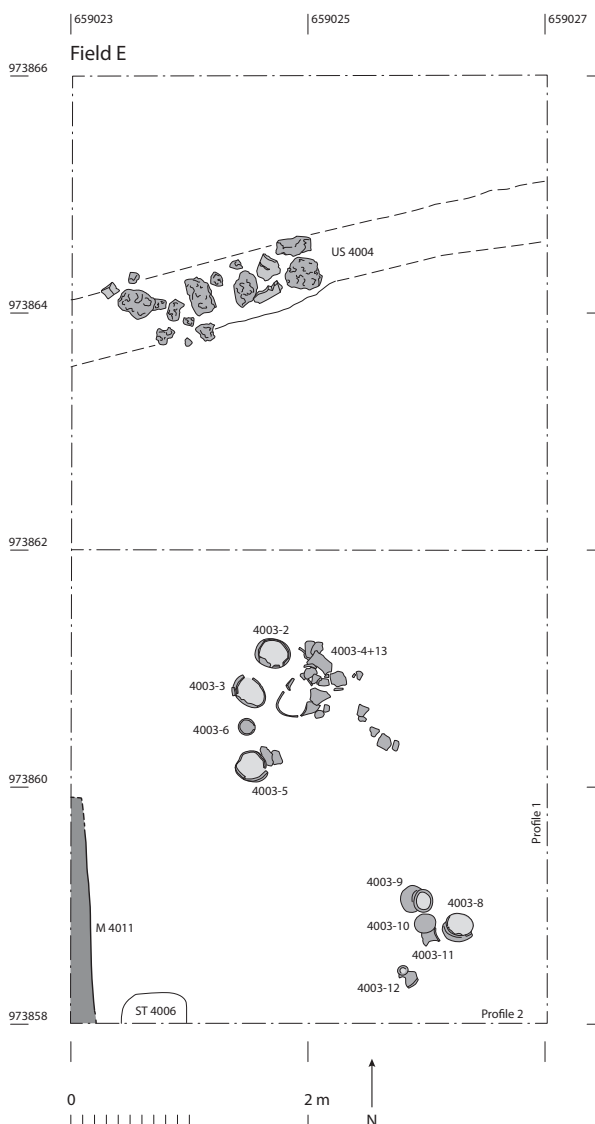 659023
659025
659027
Field E
973866
US 4004
973864
973862
4003-2
4003-4+13
4003-3
4003-6
973860
4003-5
Profile 1
4003-9
4003-8
4003-10
M 4011
4003-11
4003-12
ST 4006
Profile 2
973858
0
2 m
N